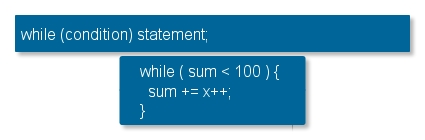 while (condition) statement;
while ( sum < 100 ) {
sum += x++;
}